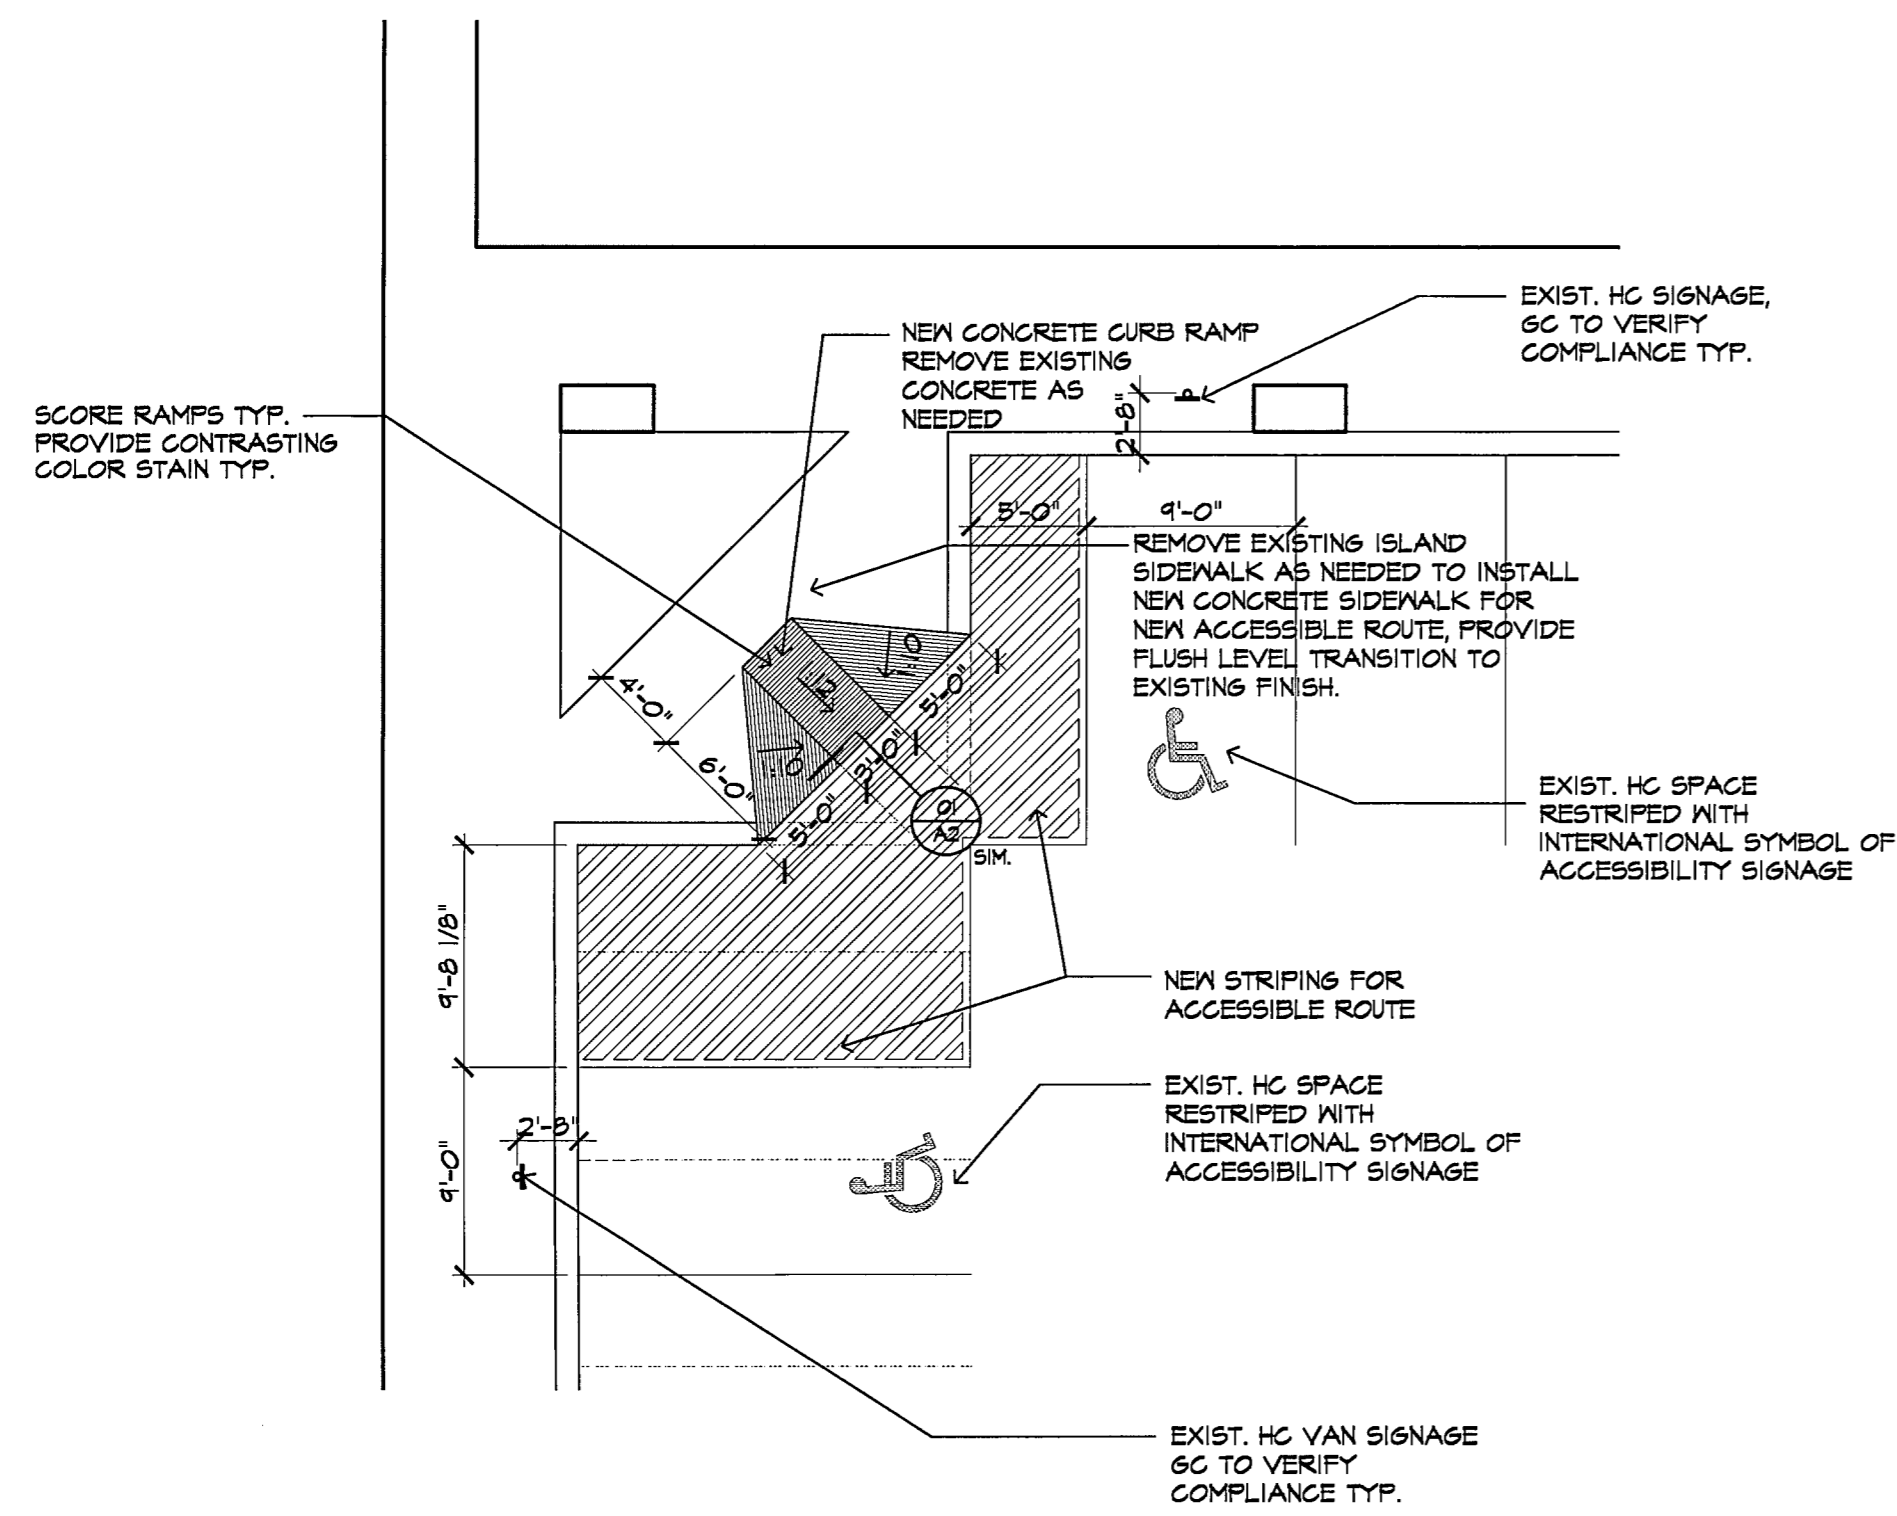 EXIST. HC SIGNAGE,
GC TO VERIFY
COMPLIANCE TYP.
NEW CONCRETE CURB RAMP
REMOVE EXISTING
CONCRETE AS
NEEDED
SCORE RAMPS TYP.
PROVIDE CONTRASTING
COLOR STAIN TYP.
2'-8"
5'-0"
9'-0"
REMOVE EXISTING ISLAND
SIDEWALK AS NEEDED TO INSTALL
NEW CONCRETE SIDEWALK FOR
NEW ACCESSIBLE ROUTE, PROVIDE
FLUSH LEVEL TRANSITION TO
EXISTING FINISH.
1:10
1:12
1:10
4'-0"
6'-0"
5'-0"
3'-0"
5'-0"
01
A2
SIM.
EXIST. HC SPACE
RESTRIPED WITH
INTERNATIONAL SYMBOL OF
ACCESSIBILITY SIGNAGE
9'-8 1/8"
NEW STRIPING FOR
ACCESSIBLE ROUTE
EXIST. HC SPACE
RESTRIPED WITH
INTERNATIONAL SYMBOL OF
ACCESSIBILITY SIGNAGE
2'-8"
9'-0"
EXIST. HC VAN SIGNAGE
GC TO VERIFY
COMPLIANCE TYP.